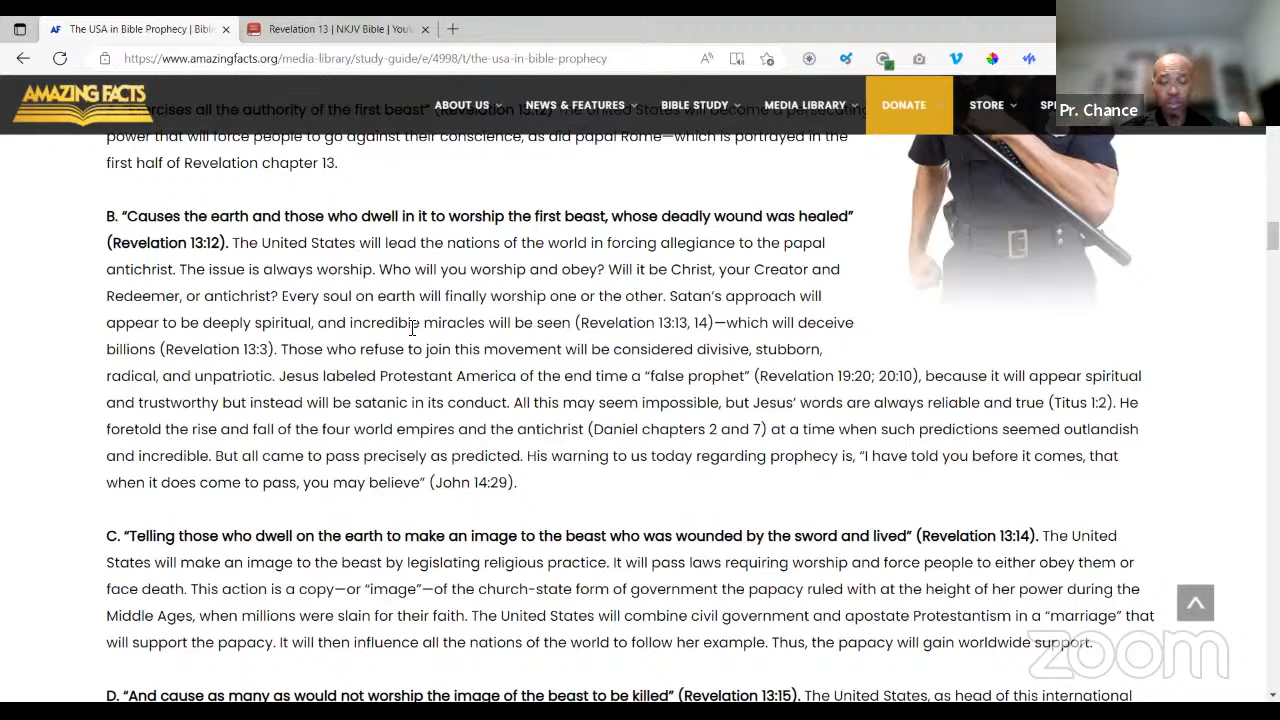 The USA in Bible Prophecy | Bibl
Revelation 13 | NKJV Bible | YouV
https://www.amazingfacts.org/media-library/study-guide/e/4998/t/the-usa-in-bible-prophecy
AMAZING FACTS
ABOUT US
NEWS & FEATURES
BIBLE STUDY
MEDIA LIBRARY
DONATE
STORE
SPI
Pr. Chance
exercises all the authority of the first beast" (Revelation 13:12) The United States will become a persecuting
power that will force people to go against their conscience, as did papal Rome—which is portrayed in the
first half of Revelation chapter 13.
B. “Causes the earth and those who dwell in it to worship the first beast, whose deadly wound was healed”
(Revelation 13:12). The United States will lead the nations of the world in forcing allegiance to the papal
antichrist. The issue is always worship. Who will you worship and obey? Will it be Christ, your Creator and
Redeemer, or antichrist? Every soul on earth will finally worship one or the other. Satan’s approach will
appear to be deeply spiritual, and incredible miracles will be seen (Revelation 13:13, 14)—which will deceive
billions (Revelation 13:3). Those who refuse to join this movement will be considered divisive, stubborn,
radical, and unpatriotic. Jesus labeled Protestant America of the end time a “false prophet” (Revelation 19:20; 20:10), because it will appear spiritual
and trustworthy but instead will be satanic in its conduct. All this may seem impossible, but Jesus’ words are always reliable and true (Titus 1:2). He
foretold the rise and fall of the four world empires and the antichrist (Daniel chapters 2 and 7) at a time when such predictions seemed outlandish
and incredible. But all came to pass precisely as predicted. His warning to us today regarding prophecy is, “I have told you before it comes, that
when it does come to pass, you may believe” (John 14:29).
C. “Telling those who dwell on the earth to make an image to the beast who was wounded by the sword and lived” (Revelation 13:14). The United
States will make an image to the beast by legislating religious practice. It will pass laws requiring worship and force people to either obey them or
face death. This action is a copy—or “image”—of the church-state form of government the papacy ruled with at the height of her power during the
Middle Ages, when millions were slain for their faith. The United States will combine civil government and apostate Protestantism in a “marriage” that
will support the papacy. It will then influence all the nations of the world to follow her example. Thus, the papacy will gain worldwide support.
zoom
D. “And cause as many as would not worship the image of the beast to be killed” (Revelation 13:15). The United States, as head of this international